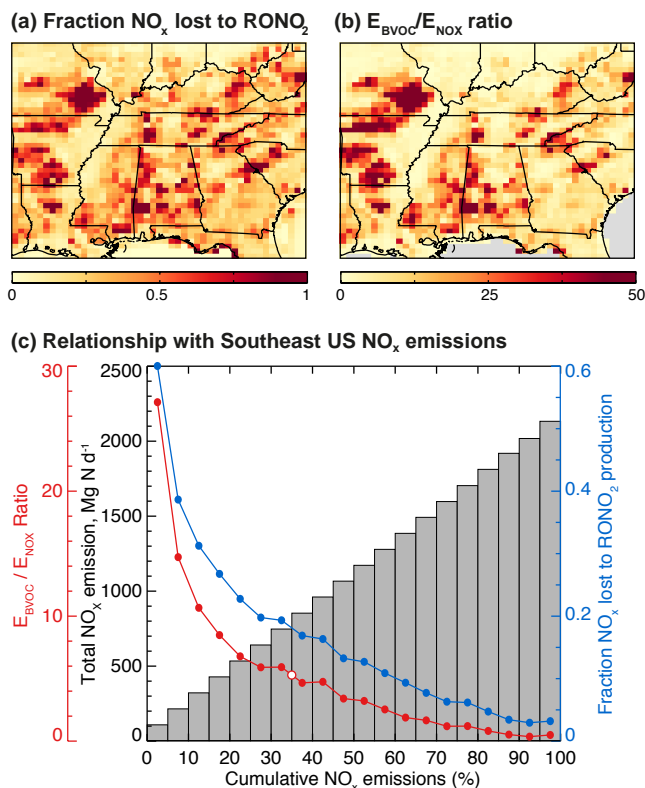 (a) Fraction NOx lost to RONO2
(b) EBVOC/ENOX ratio
0 0.5 1
0 25 50
(c) Relationship with Southeast US NOx emissions
30
20
10
0
EBVOC / ENOX Ratio
2500
2000
1500
1000
500
0
Total NOX emission, Mg N d-1
0.6
0.4
0.2
0
Fraction NOx lost to RONO2 production
0 10 20 30 40 50 60 70 80 90 100
Cumulative NOx emissions (%)